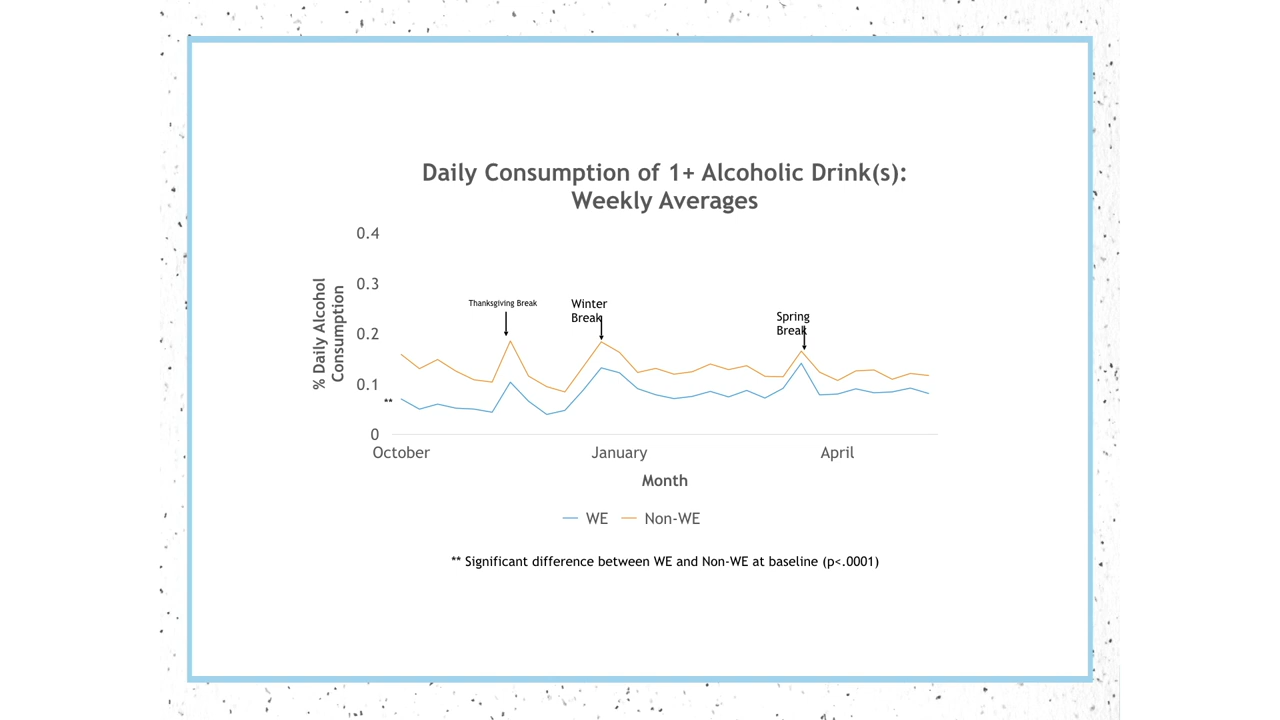 Daily Consumption of 1+ Alcoholic Drink(s):
Weekly Averages
0.4
0.3
0.2
0.1
0
% Daily Alcohol
Consumption
Thanksgiving Break
Winter
Break
Spring
Break
**
October January April
Month
WE Non-WE
** Significant difference between WE and Non-WE at baseline (p<.0001)